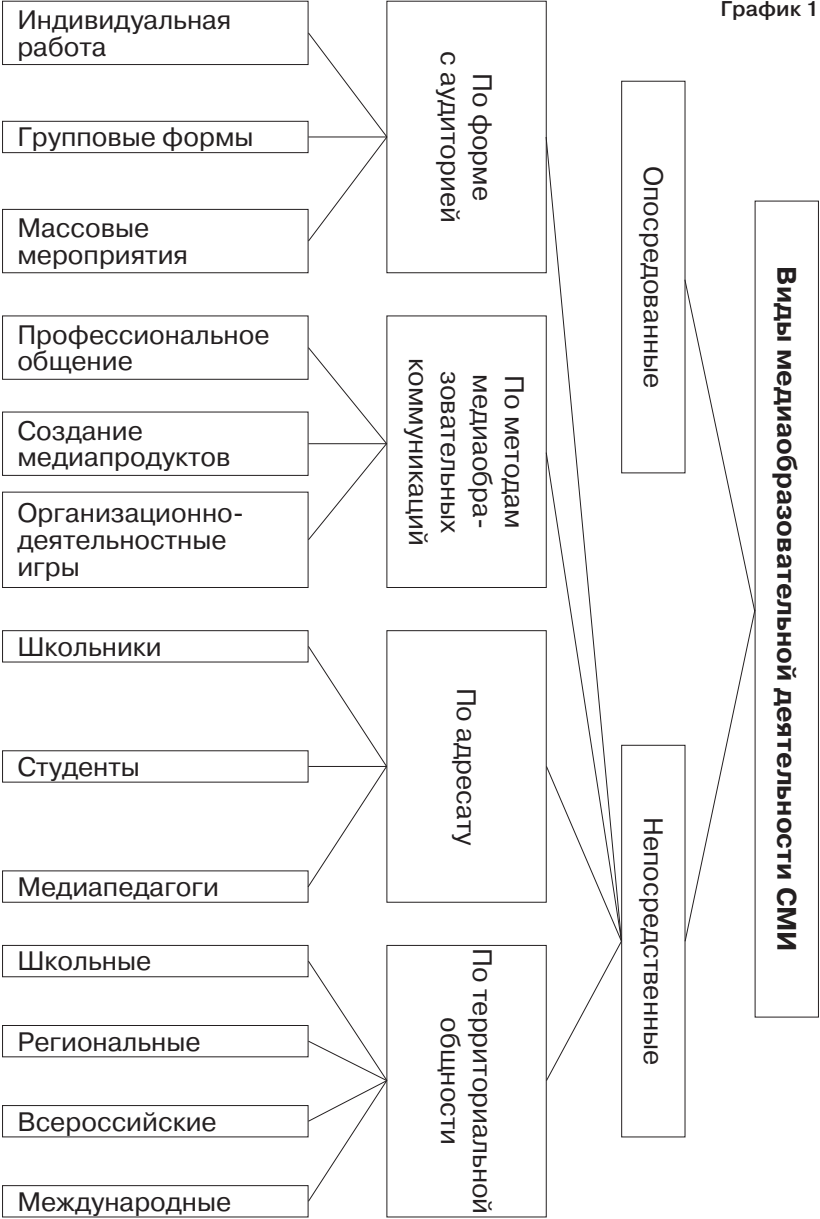 График 1
Виды медиаобразовательной деятельности СМИ
Опосредованные
Непосредственные
По форме
с аудиторией
Индивидуальная
работа
Групповые формы
Массовые
мероприятия
По методам
медиаобра-
зовательных
коммуникаций
Профессиональное
общение
Создание
медиапродуктов
Организационно-
деятельностные
игры
По адресату
Школьники
Студенты
Медиапедагоги
По территориальной
общности
Школьные
Региональные
Всероссийские
Международные